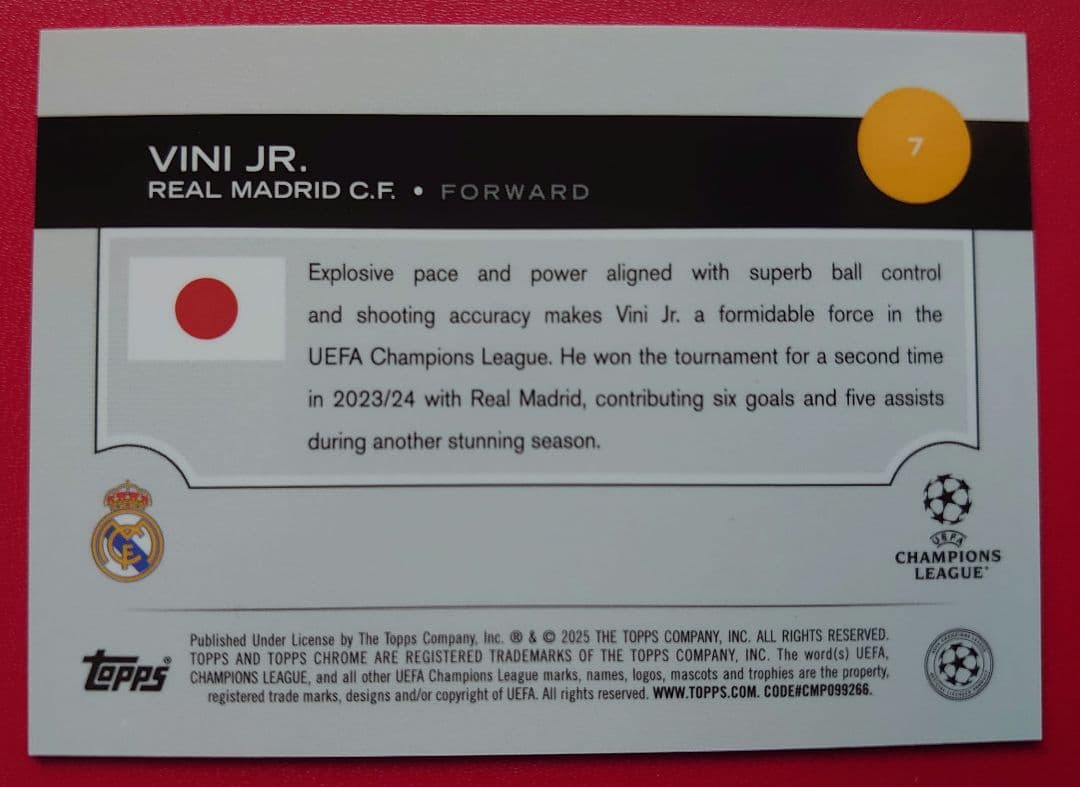 7
VINI JR.
REAL MADRID C.F. • FORWARD
Explosive pace and power aligned with superb ball control
and shooting accuracy makes Vini Jr. a formidable force in the
UEFA Champions League. He won the tournament for a second time
in 2023/24 with Real Madrid, contributing six goals and five assists
during another stunning season.
UEFA
CHAMPIONS
LEAGUE®
topps®
Published Under License by The Topps Company, Inc. ® & © 2025 THE TOPPS COMPANY, INC. ALL RIGHTS RESERVED.
TOPPS AND TOPPS CHROME ARE REGISTERED TRADEMARKS OF THE TOPPS COMPANY, INC. The word(s) UEFA,
CHAMPIONS LEAGUE, and all other UEFA Champions League marks, names, logos, mascots and trophies are the property,
registered trade marks, designs and/or copyright of UEFA. All rights reserved. WWW.TOPPS.COM. CODE#CMP099266.